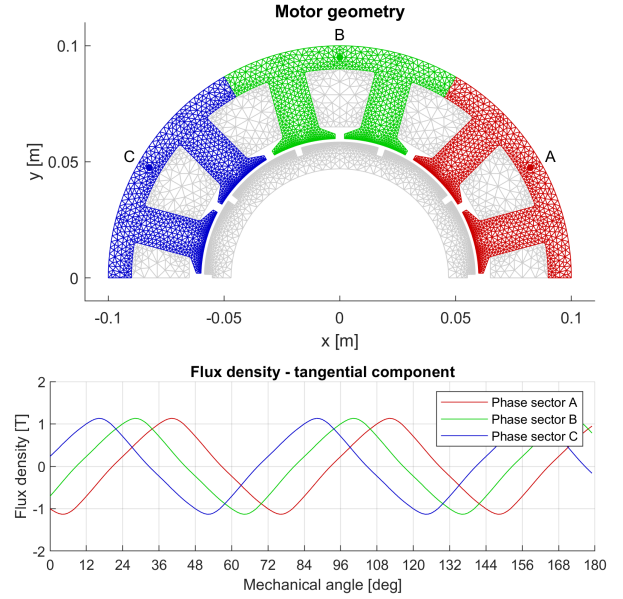 Motor geometry
0.1
0.05
0
y [m]
A
B
C
-0.1
-0.05
0
0.05
0.1
x [m]
Flux density - tangential component
2
1
0
-1
-2
Flux density [T]
Phase sector A
Phase sector B
Phase sector C
0 12 24 36 48 60 72 84 96 108 120 132 144 156 168 180
Mechanical angle [deg]